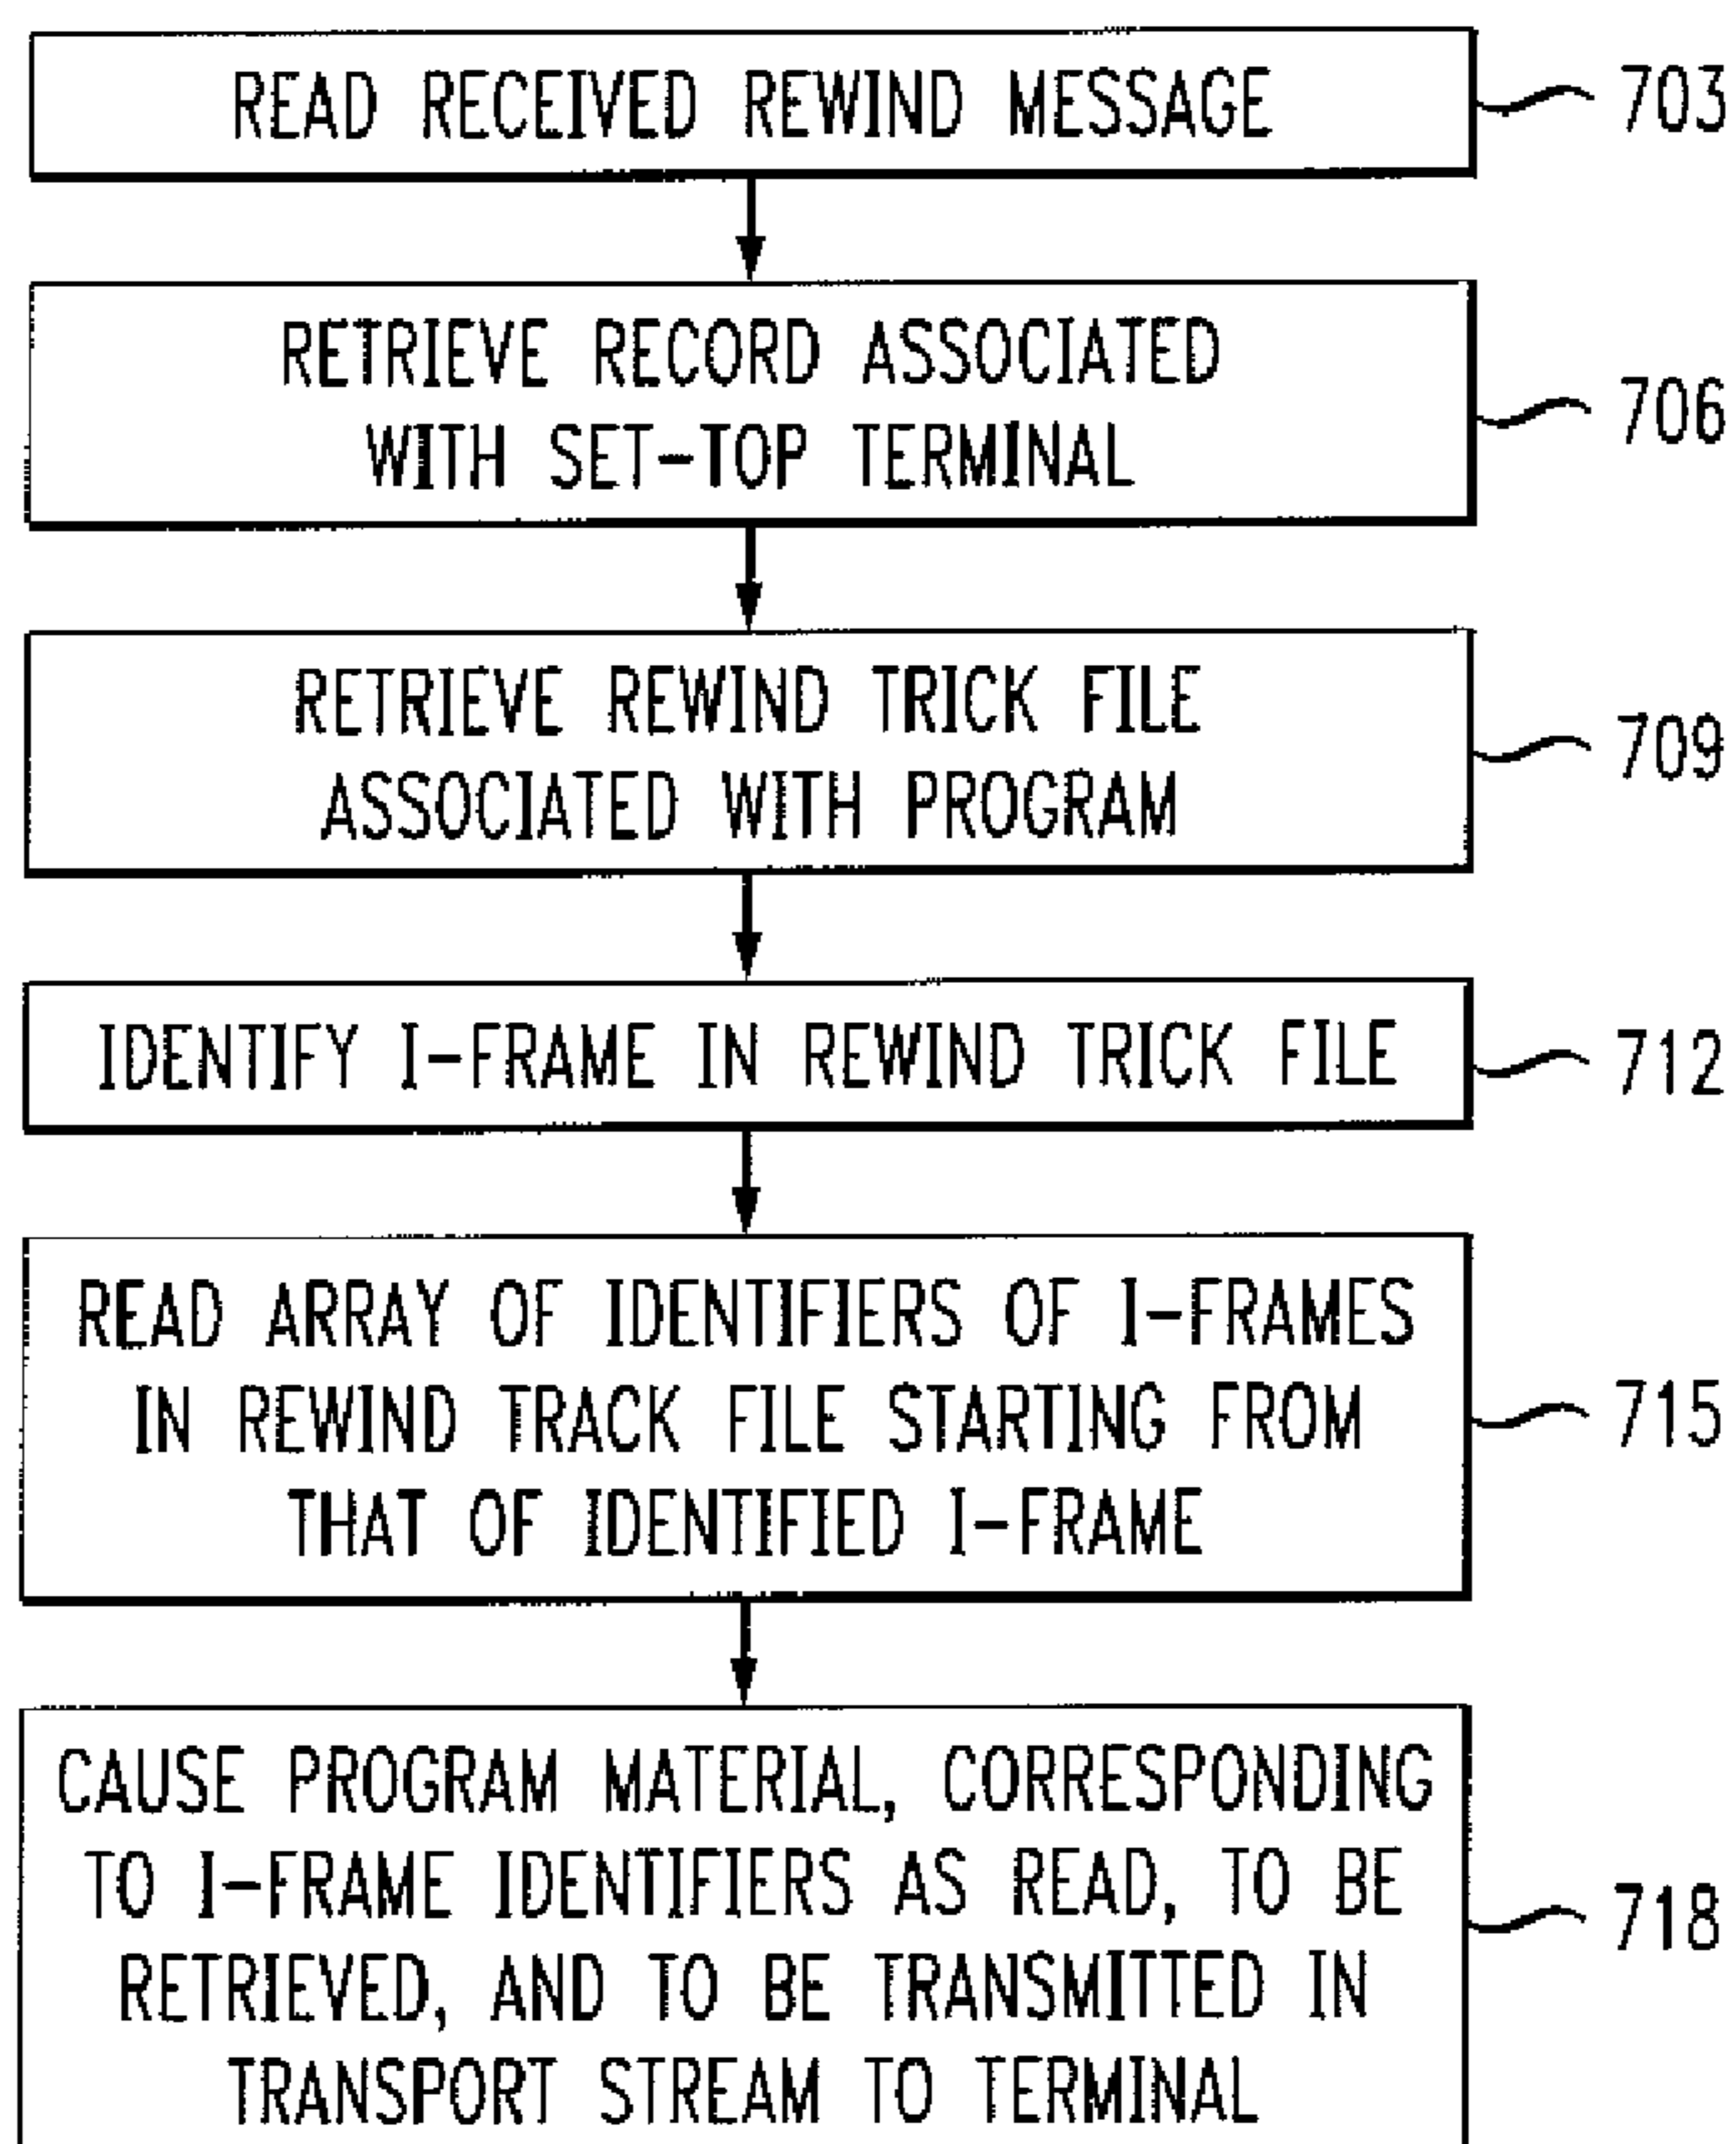 READ RECEIVED REWIND MESSAGE
703
RETRIEVE RECORD ASSOCIATED
WITH SET-TOP TERMINAL
706
RETRIEVE REWIND TRICK FILE
ASSOCIATED WITH PROGRAM
709
IDENTIFY I-FRAME IN REWIND TRICK FILE
712
READ ARRAY OF IDENTIFIERS OF I-FRAMES
IN REWIND TRACK FILE STARTING FROM
THAT OF IDENTIFIED I-FRAME
715
CAUSE PROGRAM MATERIAL, CORRESPONDING
TO I-FRAME IDENTIFIERS AS READ, TO BE
RETRIEVED, AND TO BE TRANSMITTED IN
TRANSPORT STREAM TO TERMINAL
718